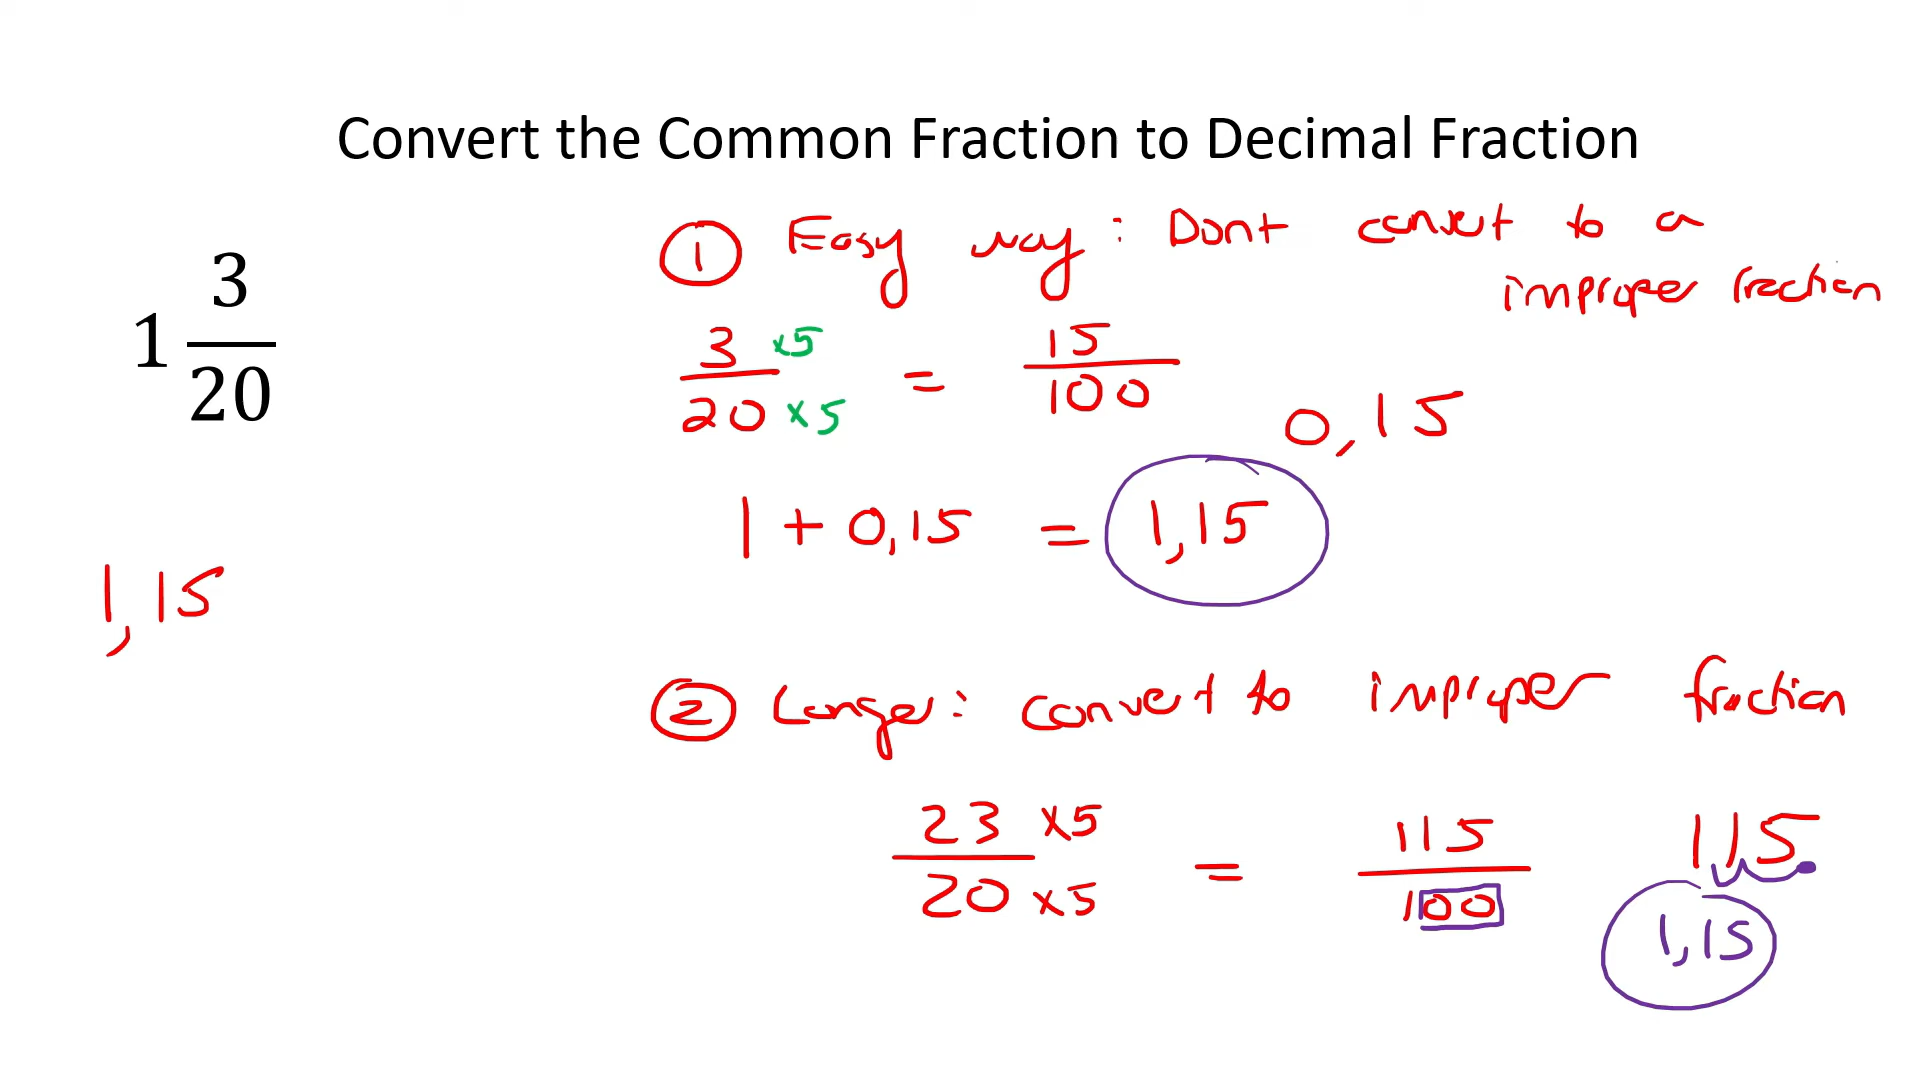 Convert the Common Fraction to Decimal Fraction
1 3/20
1,15
① Easy way: Dont convert to a
improper fraction
3 ×5 / 20 ×5 = 15/100
0,15
1 + 0,15 = 1,15
② Longer: convert to improper fraction
23 ×5 / 20 ×5 = 115/100
115.
1,15